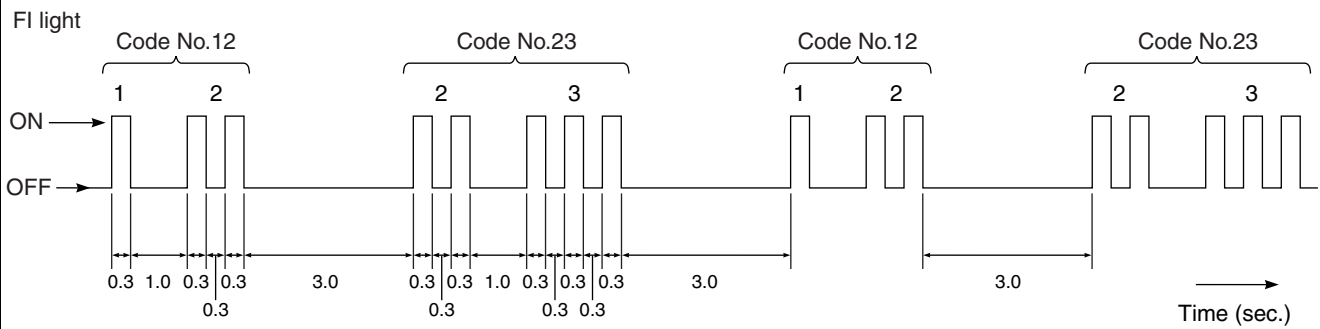 FI light
Code No.12 Code No.23 Code No.12 Code No.23
1 2 2 3 1 2 2 3
ON
OFF
0.3 1.0 0.3 0.3 3.0 0.3 0.3 1.0 0.3 0.3 0.3 3.0 3.0
0.3 0.3 0.3 0.3
Time (sec.)